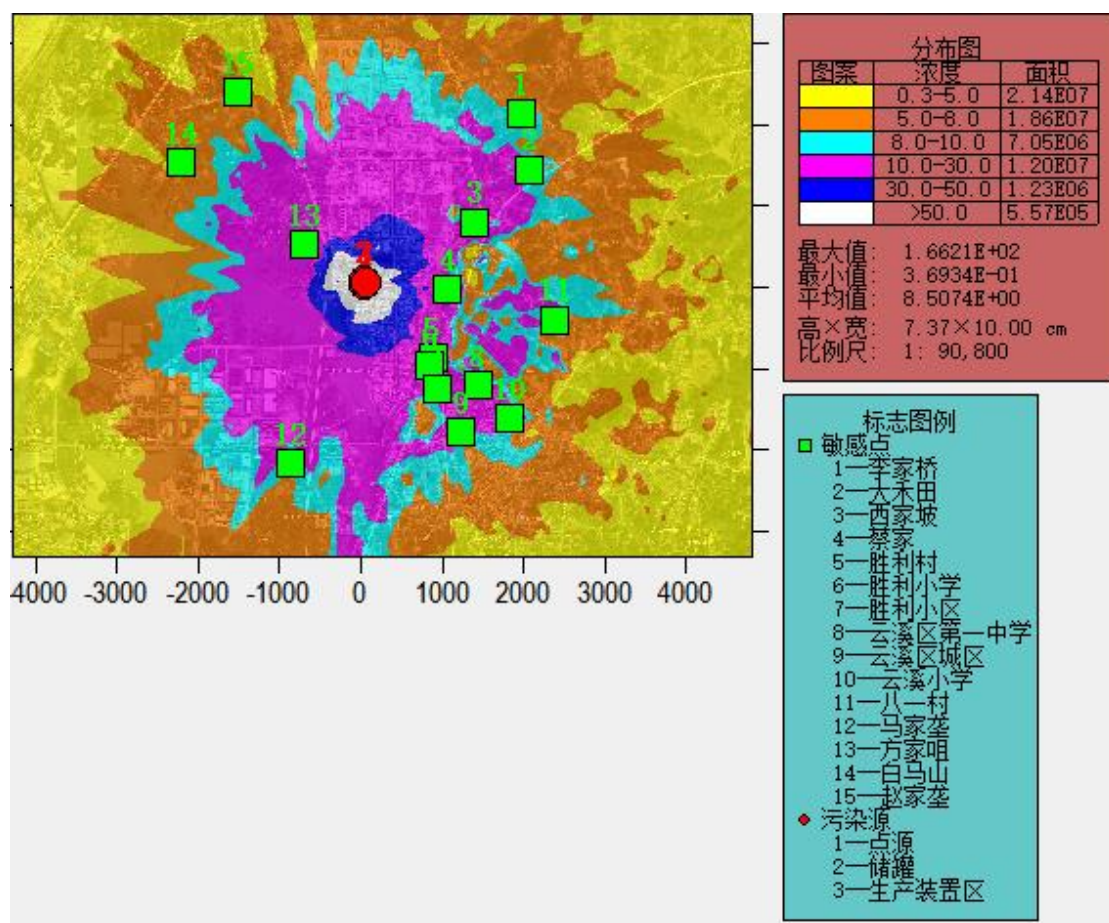 15
1
14
2
3
13
3
4
11
5
8
10
9
12
-4000 -3000 -2000 -1000 0 1000 2000 3000 4000
分布图
图案 浓度 面积
0.3-5.0 2.14E07
5.0-8.0 1.86E07
8.0-10.0 7.05E06
10.0-30.0 1.20E07
30.0-50.0 1.23E06
>50.0 5.57E05
最大值: 1.6621E+02
最小值: 3.6934E-01
平均值: 8.5074E+00
高×宽: 7.37×10.00 cm
比例尺: 1: 90,800
标志图例
敏感点
1—李家桥
2—大木田
3—西家坡
4—蔡家
5—胜利村
6—胜利小学
7—胜利小区
8—云溪区第一中学
9—云溪区城区
10—云溪小学
11—八一村
12—马家垄
13—方家咀
14—白马山
15—赵家垄
污染源
1—点源
2—储罐
3—生产装置区